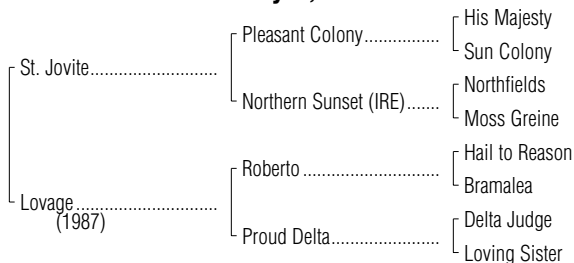 His Majesty
Pleasant Colony.................
Sun Colony
St. Jovite.............................
Northfields
Northern Sunset (IRE).......
Moss Greine
Hail to Reason
Roberto ..............................
Bramalea
Lovage ................................
(1987)
Delta Judge
Proud Delta........................
Loving Sister